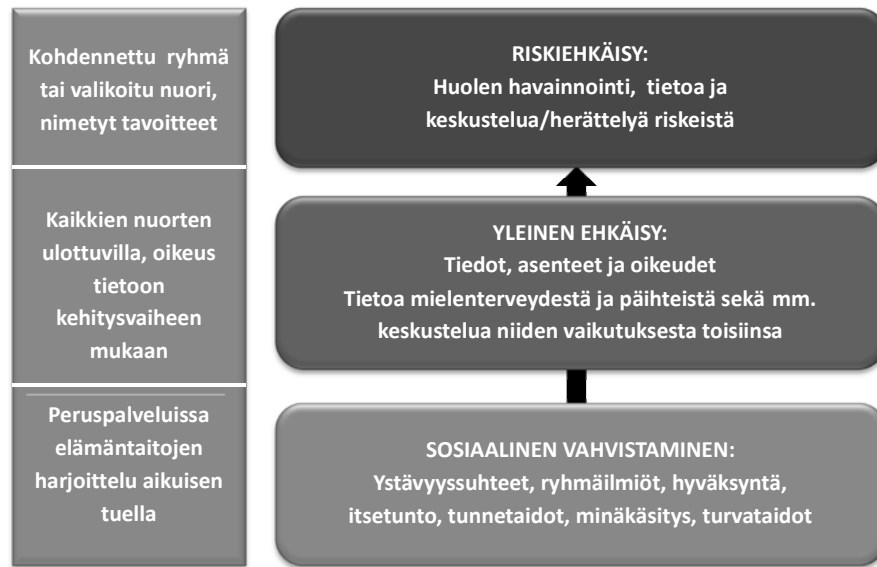 Kohdennettu ryhmä
tai valikoitu nuori,
nimetyt tavoitteet
RISKIEHKÄISY:
Huolen havainnointi, tietoa ja
keskustelua/herättelyä riskeistä
Kaikkien nuorten
ulottuvilla, oikeus
tietoon
kehitysvaiheen
mukaan
YLEINEN EHKÄISY:
Tiedot, asenteet ja oikeudet
Tietoa mielenterveydestä ja päihteistä sekä mm.
keskustelua niiden vaikutuksesta toisiinsa
Peruspalveluissa
elämäntaitojen
harjoittelu aikuisen
tuella
SOSIAALINEN VAHVISTAMINEN:
Ystävyyssuhteet, ryhmäilmiöt, hyväksyntä,
itsetunto, tunnetaidot, minäkäsitys, turvataidot